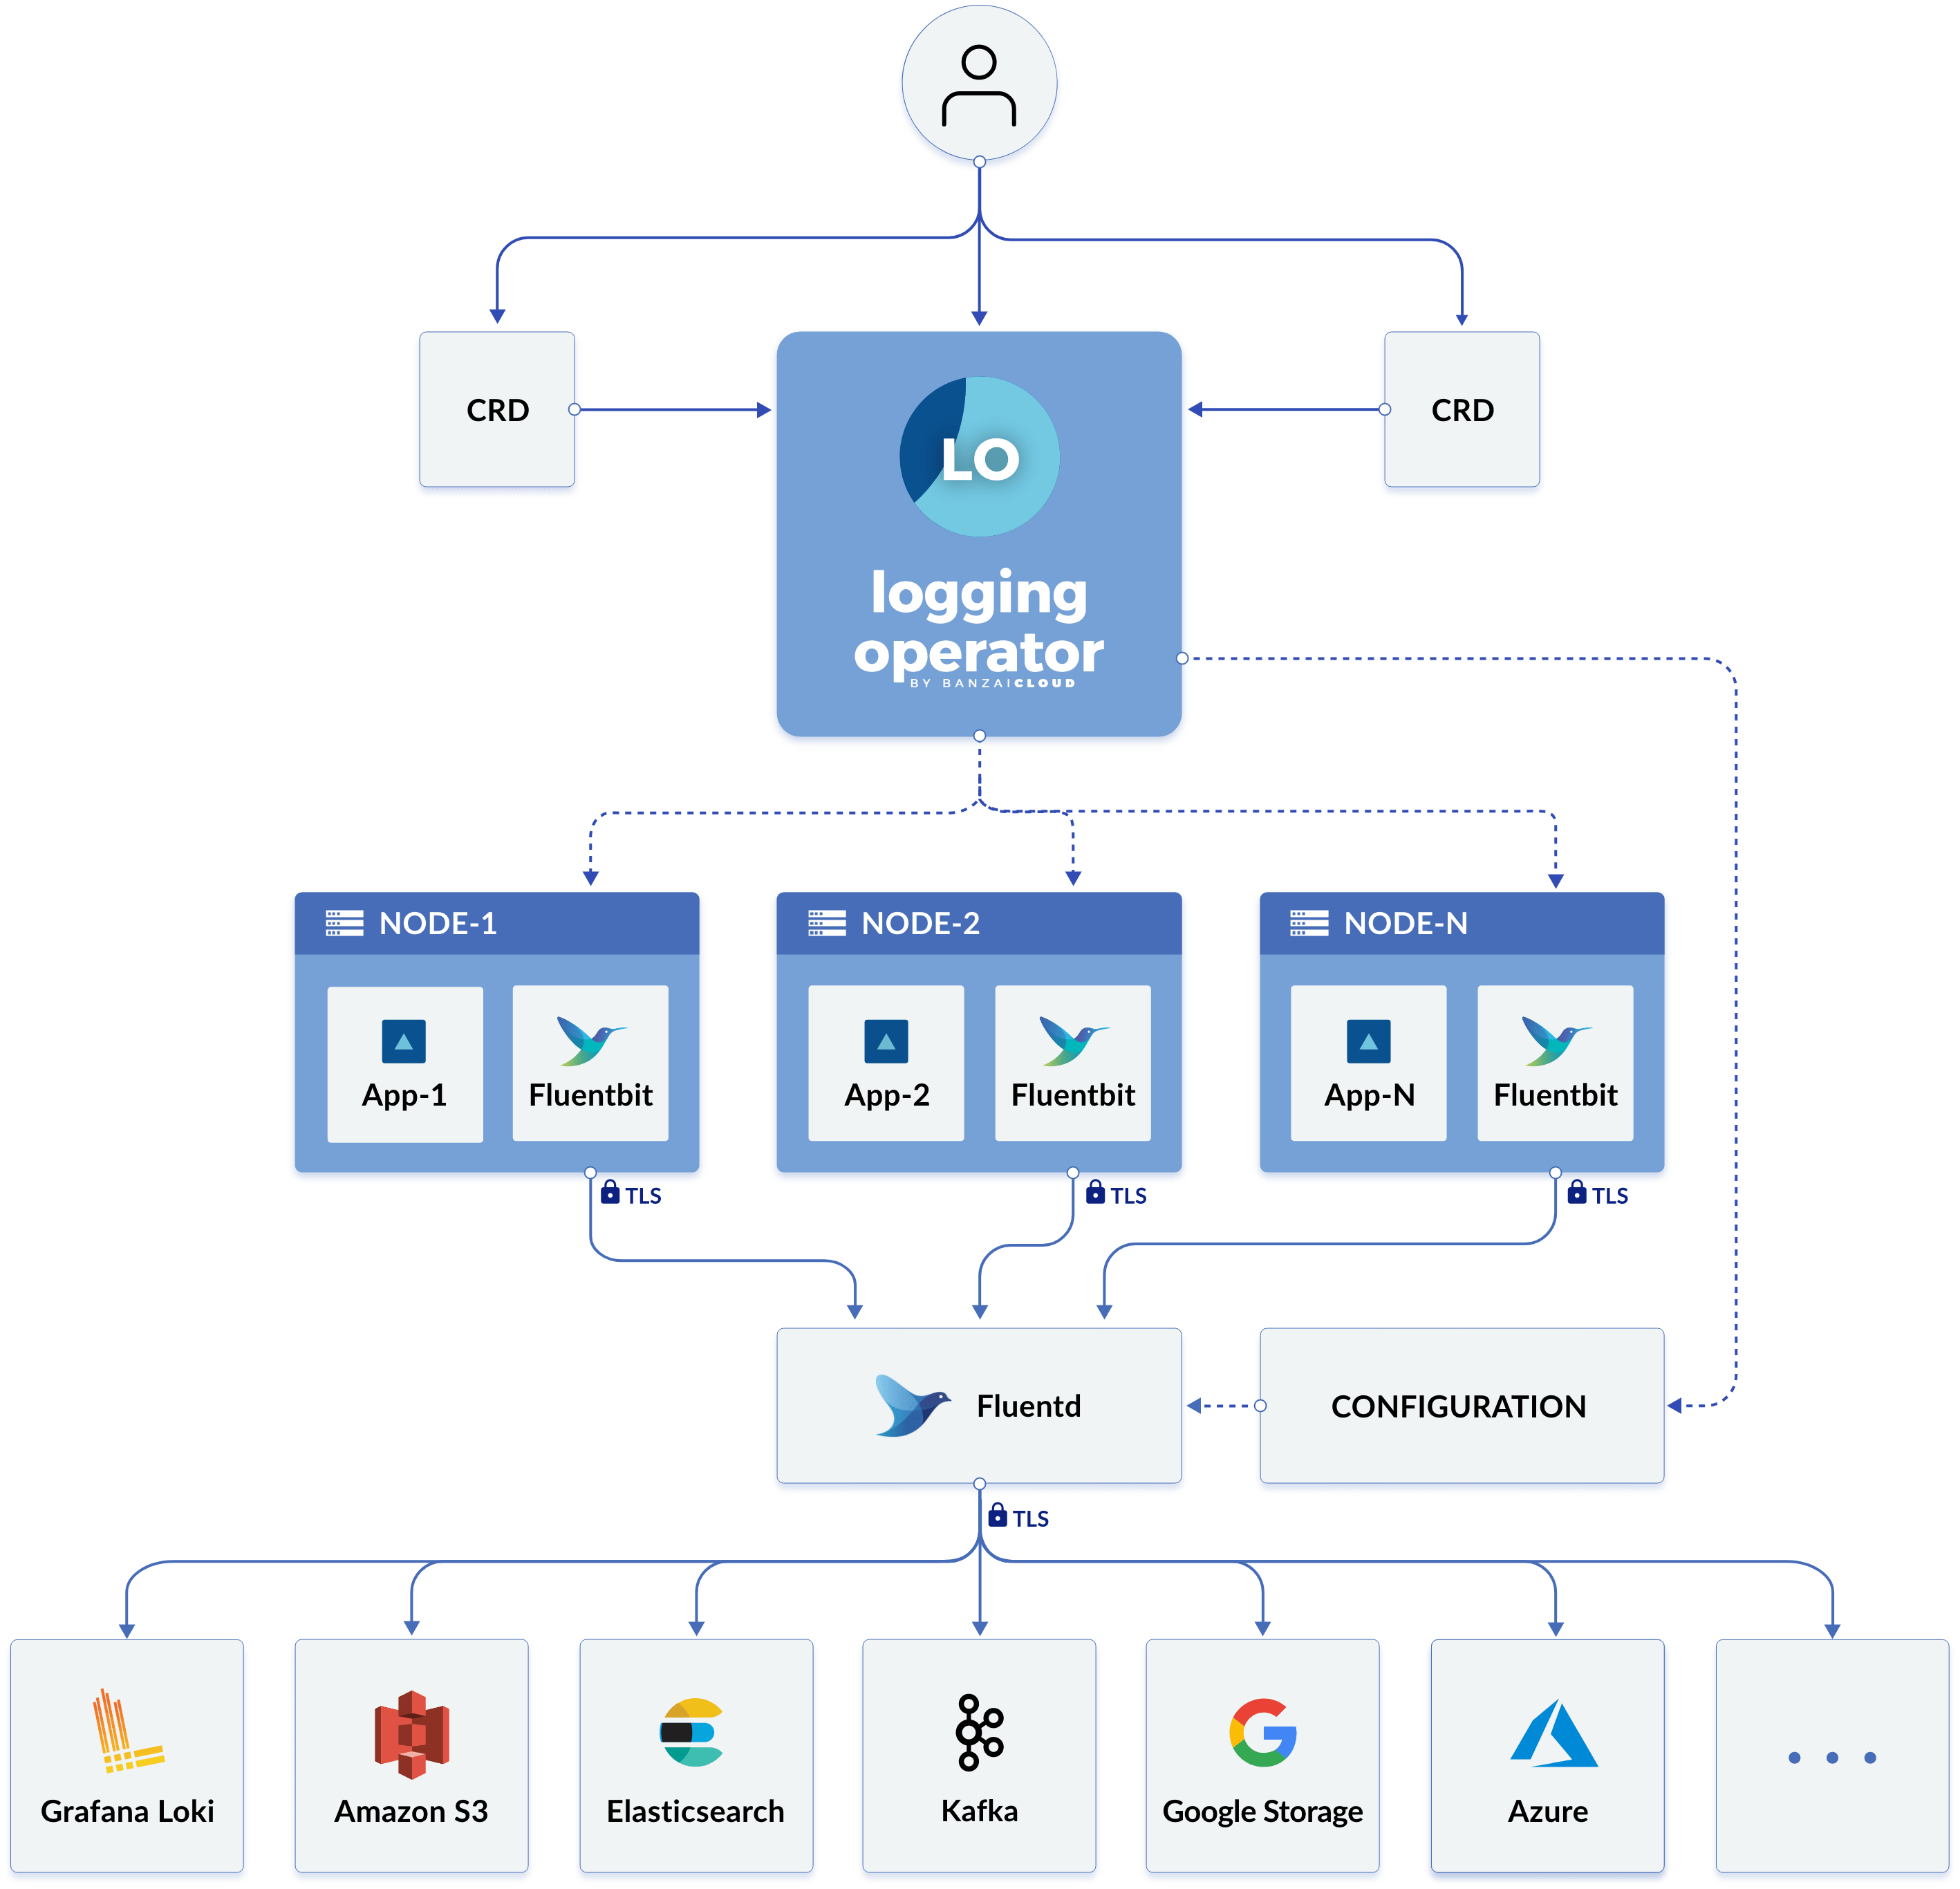 CRD
LO
CRD
logging
operator
BY BANZAICLOUD
NODE-1
NODE-2
NODE-N
App-1
Fluentbit
App-2
Fluentbit
App-N
Fluentbit
TLS
TLS
TLS
Fluentd
CONFIGURATION
TLS
Grafana Loki
Amazon S3
Elasticsearch
Kafka
Google Storage
Azure